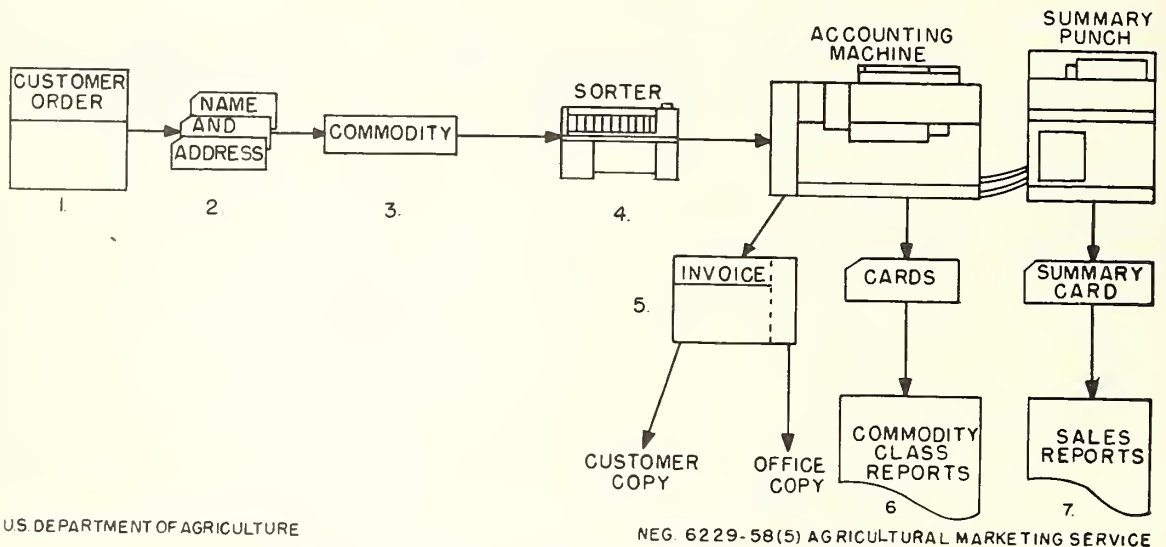 CUSTOMER
ORDER
1.
NAME
AND
ADDRESS
2.
COMMODITY
3.
SORTER
4.
ACCOUNTING
MACHINE
SUMMARY
PUNCH
INVOICE
5.
CUSTOMER
COPY
OFFICE
COPY
CARDS
COMMODITY
CLASS
REPORTS
6
SUMMARY
CARD
SALES
REPORTS
7.
U.S. DEPARTMENT OF AGRICULTURE
NEG. 6229-58(5) AGRICULTURAL MARKETING SERVICE